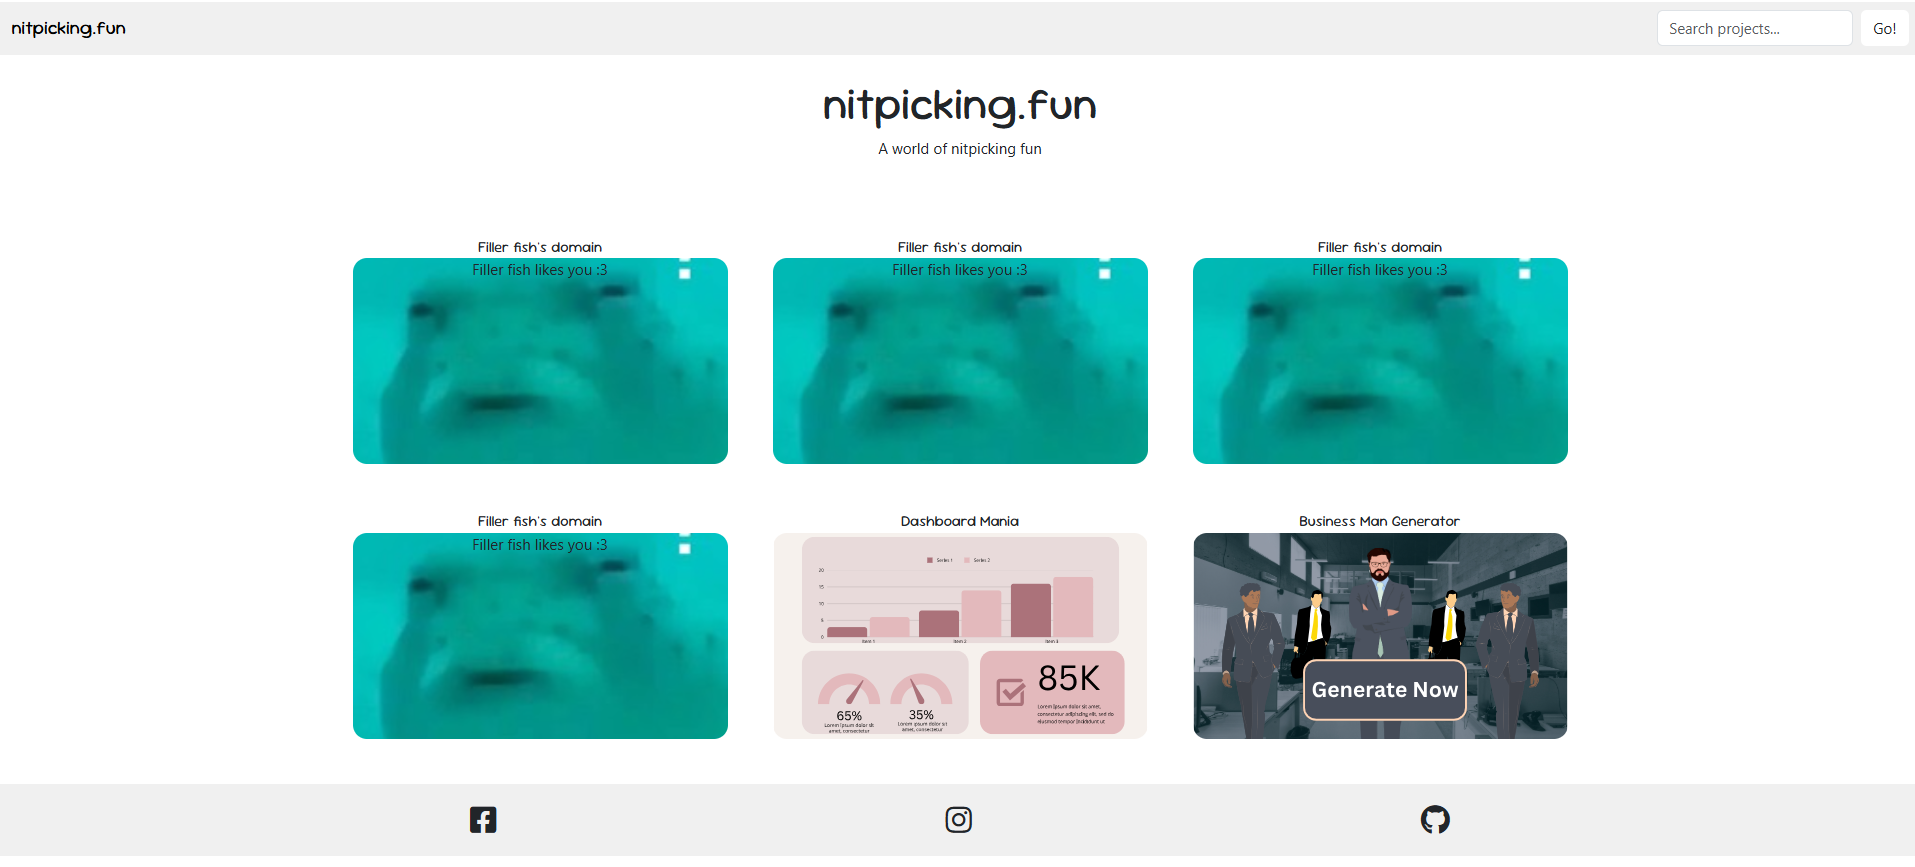 nitpicking.fun
Search projects...
Go!
nitpicking.fun
A world of nitpicking fun
Filler fish's domain
Filler fish likes you :3
Filler fish's domain
Filler fish likes you :3
Filler fish's domain
Filler fish likes you :3
Filler fish's domain
Filler fish likes you :3
Dashboard Mania
Series 1
Series 2
20
15
10
5
0
Item 1
Item 2
Item 3
65%
Lorem ipsum dolor sit
amet, consectetur
35%
Lorem ipsum dolor sit
amet, consectetur
85K
Lorem ipsum dolor sit amet,
consectetur adipiscing elit, sed do
eiusmod tempor incididunt ut
Business Man Generator
Generate Now